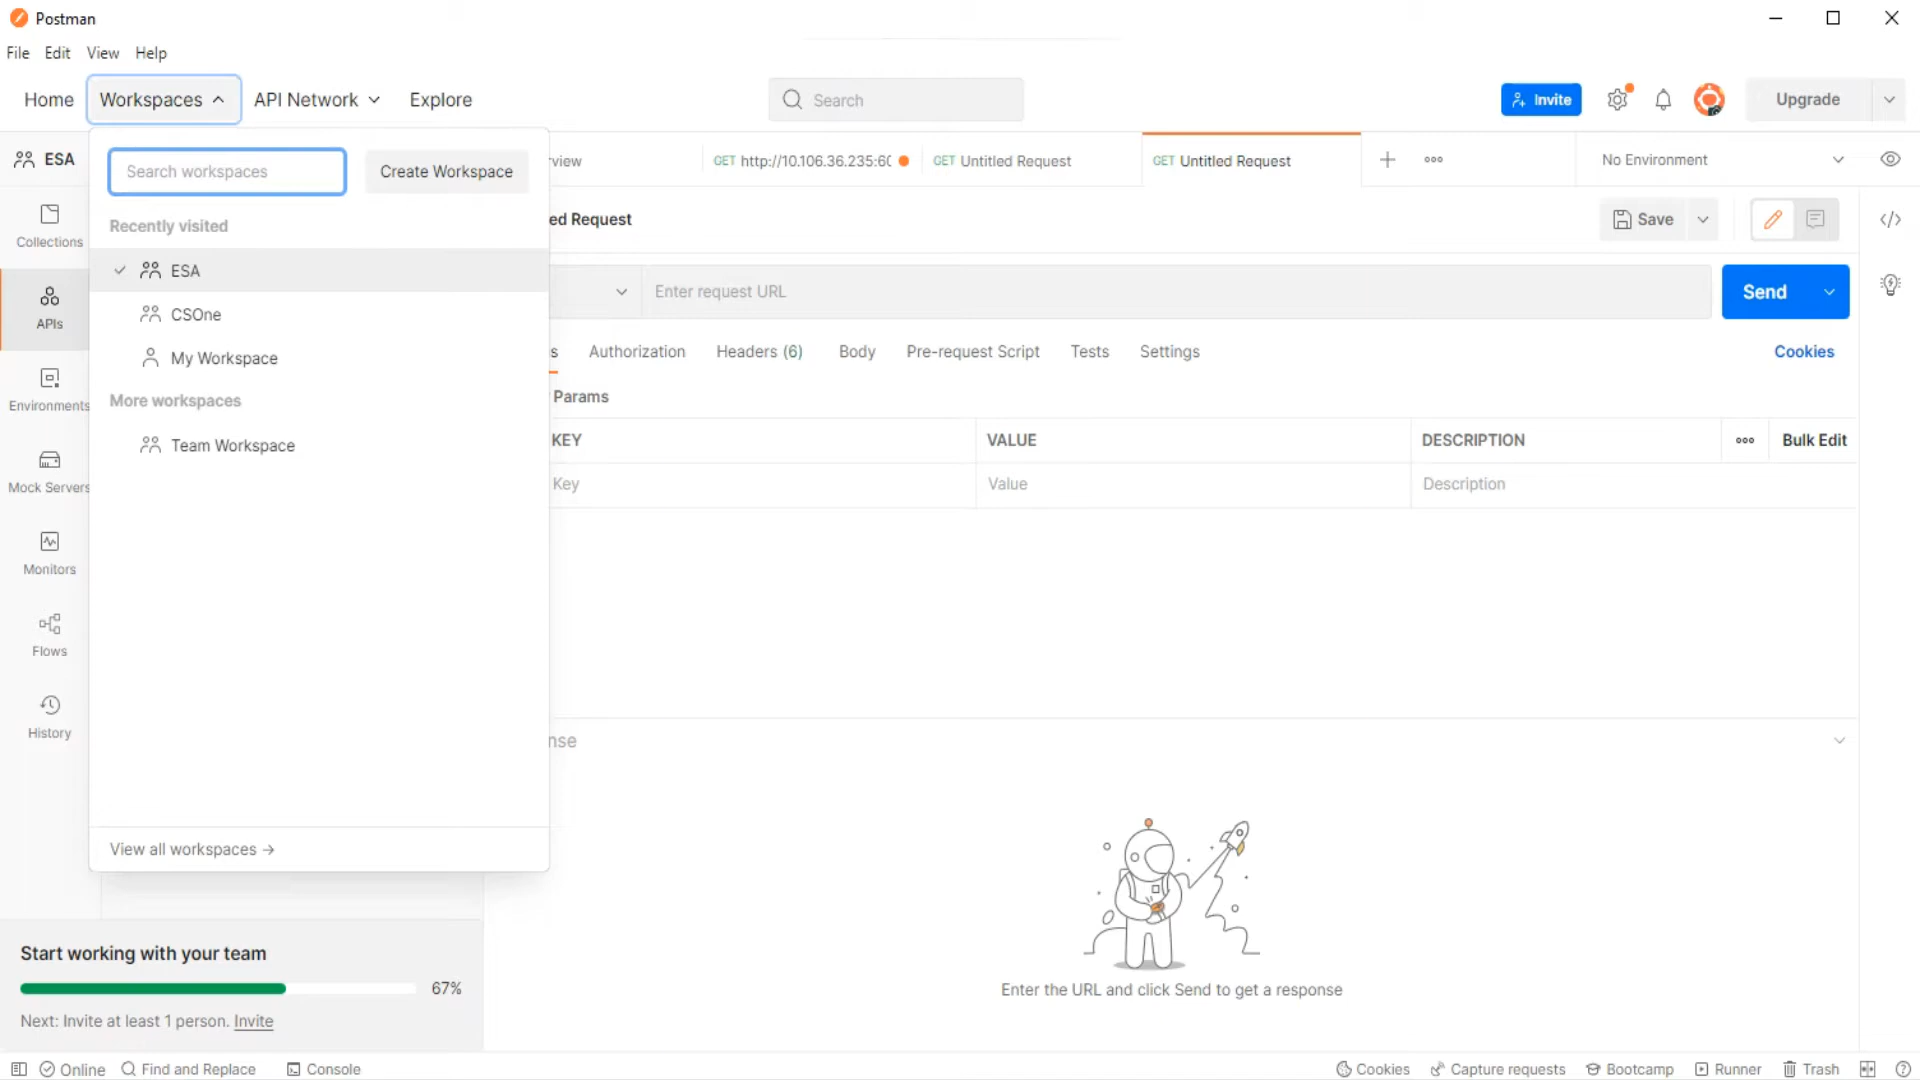 Postman
File Edit View Help
Home Workspaces API Network Explore Search Invite Upgrade
ESA
Search workspaces Create Workspace
rview GET http://10.106.36.235:60 GET Untitled Request GET Untitled Request No Environment
Recently visited
ed Request Save
Collections
ESA
Enter request URL Send
CSOne
APIs
My Workspace
s Authorization Headers (6) Body Pre-request Script Tests Settings Cookies
More workspaces
Params
Environments
Team Workspace
KEY VALUE DESCRIPTION Bulk Edit
Key Value Description
Mock Servers
Monitors
Flows
History
nse
View all workspaces →
Start working with your team
67%
Next: Invite at least 1 person. Invite
Enter the URL and click Send to get a response
Online Find and Replace Console Cookies Capture requests Bootcamp Runner Trash